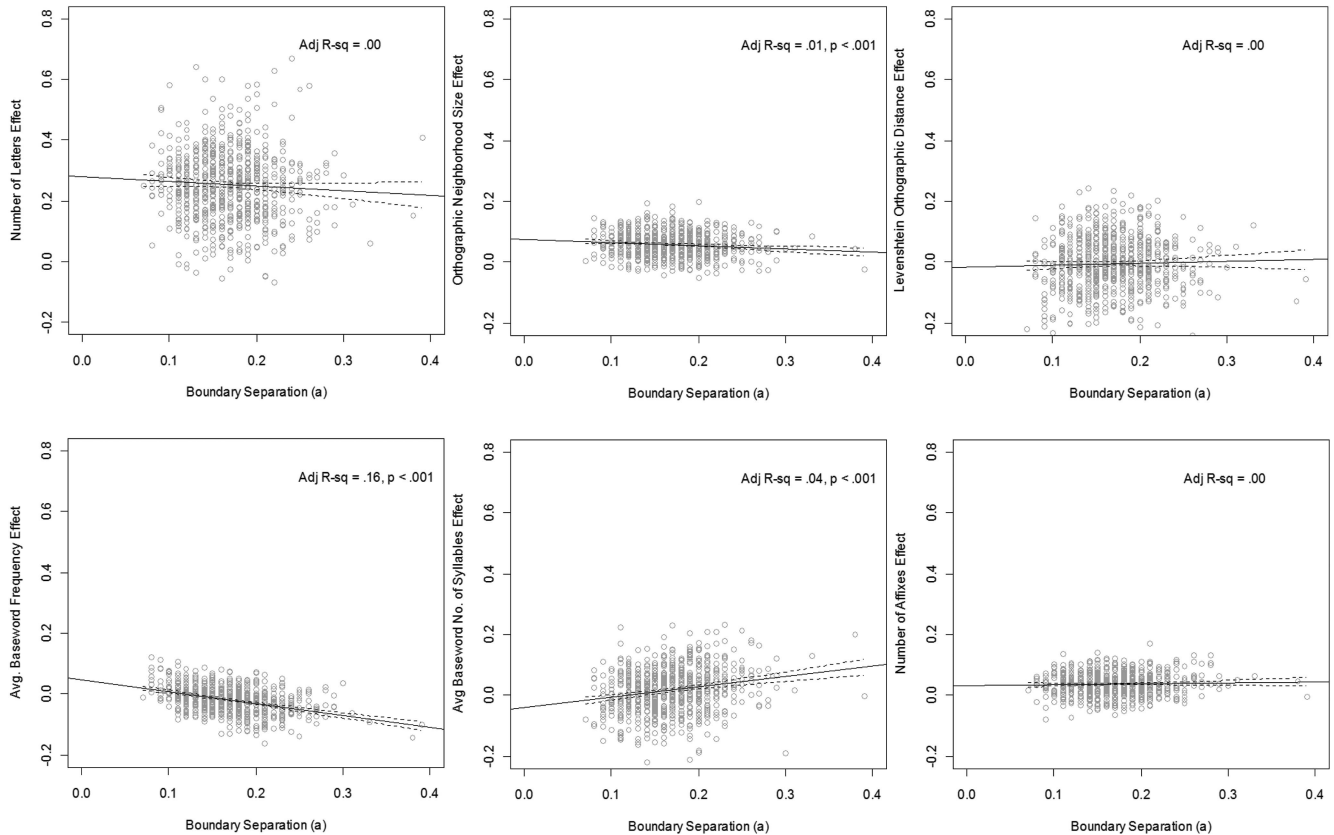 Number of Letters Effect
0.8
0.6
0.4
0.2
0.0
-0.2
Adj R-sq = .00
0.0 0.1 0.2 0.3 0.4
Boundary Separation (a)
Orthographic Neighborhood Size Effect
0.8
0.6
0.4
0.2
0.0
-0.2
Adj R-sq = .01, p < .001
0.0 0.1 0.2 0.3 0.4
Boundary Separation (a)
Levenshtein Orthographic Distance Effect
0.8
0.6
0.4
0.2
0.0
-0.2
Adj R-sq = .00
0.0 0.1 0.2 0.3 0.4
Boundary Separation (a)
Avg. Baseword Frequency Effect
0.8
0.6
0.4
0.2
0.0
-0.2
Adj R-sq = .16, p < .001
0.0 0.1 0.2 0.3 0.4
Boundary Separation (a)
Avg Baseword No. of Syllables Effect
0.8
0.6
0.4
0.2
0.0
-0.2
Adj R-sq = .04, p < .001
0.0 0.1 0.2 0.3 0.4
Boundary Separation (a)
Number of Affixes Effect
0.8
0.6
0.4
0.2
0.0
-0.2
Adj R-sq = .00
0.0 0.1 0.2 0.3 0.4
Boundary Separation (a)